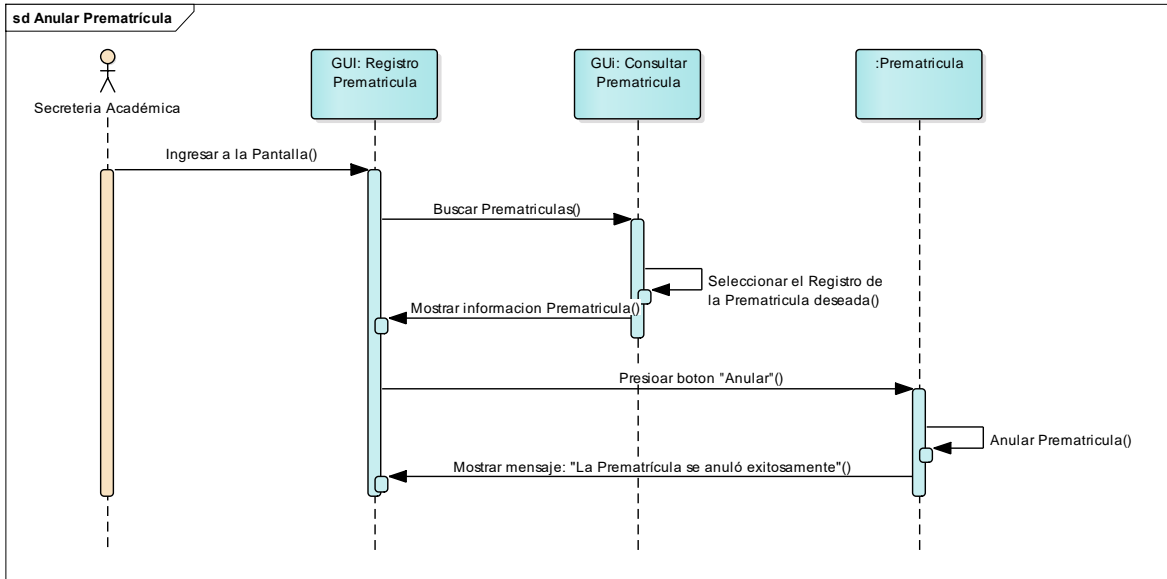 sd Anular Prematrícula
GUI: Registro
Prematricula
GUi: Consultar
Prematricula
:Prematricula
Secreteria Académica
Ingresar a la Pantalla()
Buscar Prematriculas()
Seleccionar el Registro de
la Prematricula deseada()
Mostrar informacion Prematricula()
Presioar boton "Anular"()
Anular Prematricula()
Mostrar mensaje: "La Prematrícula se anuló exitosamente"()